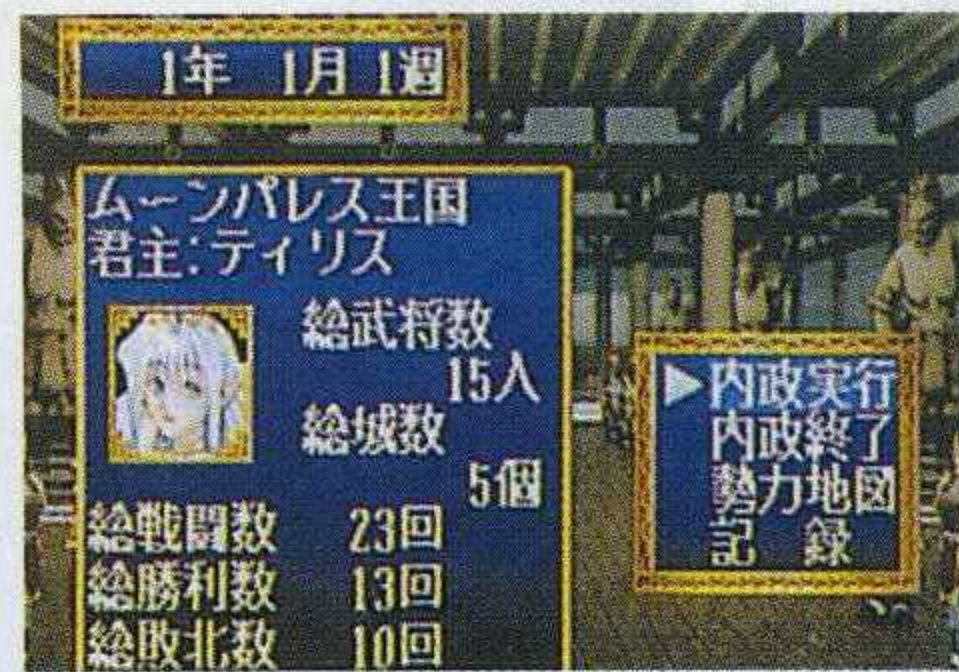 1年 1月 1週
ムーンパレス王国
君主:ティリス
総武将数
15人
総城数
5個
総戦闘数 23回
総勝利数 13回
総敗北数 10回
▶内政実行
内政終了
勢力地図
記 録